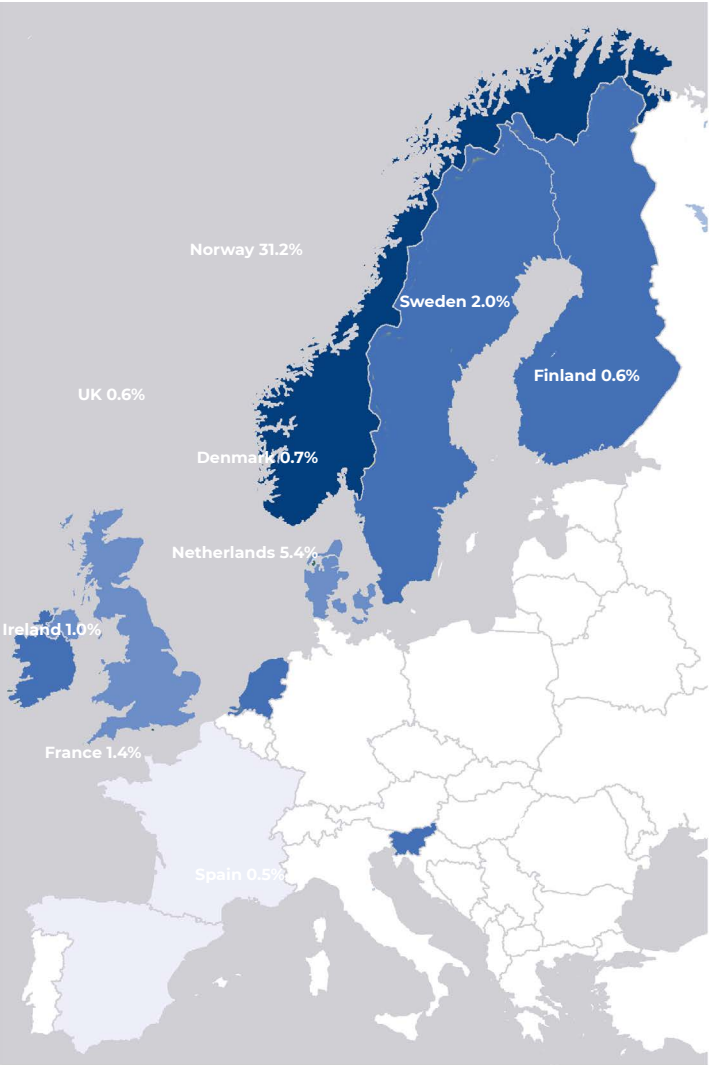 Norway 31.2%
Sweden 2.0%
Finland 0.6%
UK 0.6%
Denmark 0.7%
Netherlands 5.4%
Ireland 1.0%
France 1.4%
Spain 0.5%